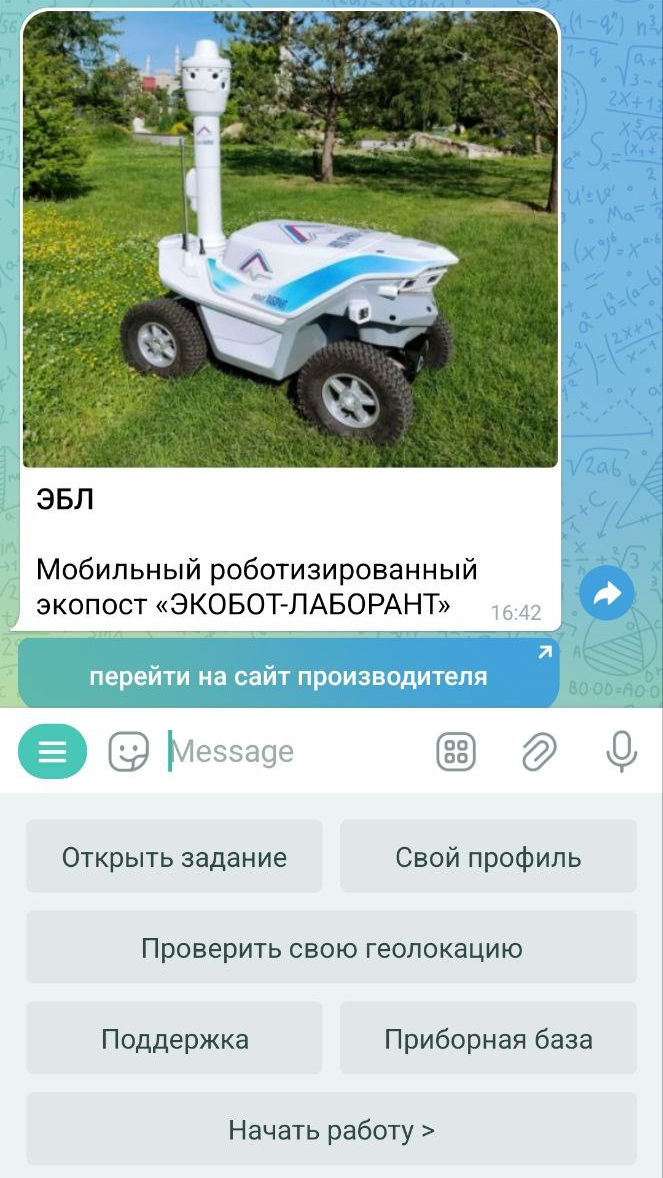 ЭБЛ
Мобильный роботизированный
экопост «ЭКОБОТ-ЛАБОРАНТ»
16:42
перейти на сайт производителя
Message
Открыть задание
Свой профиль
Проверить свою геолокацию
Поддержка
Приборная база
Начать работу >